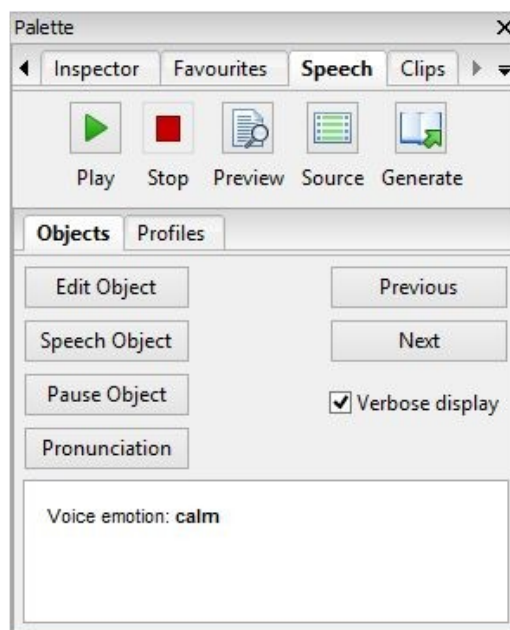 Palette
Inspector Favourites Speech Clips
Play Stop Preview Source Generate
Objects Profiles
Edit Object Previous
Speech Object Next
Pause Object Verbose display
Pronunciation
Voice emotion: calm